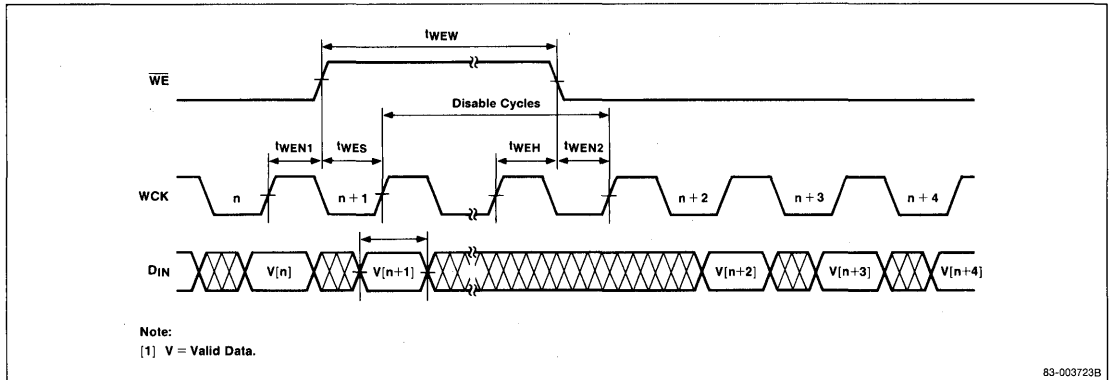 tWEW
WE
Disable Cycles
tWEN1 tWES tWEH tWEN2
WCK n n + 1 n + 2 n + 3 n + 4
DIN V[n] V[n+1] V[n+2] V[n+3] V[n+4]
Note:
[1] V = Valid Data.
83-003723B